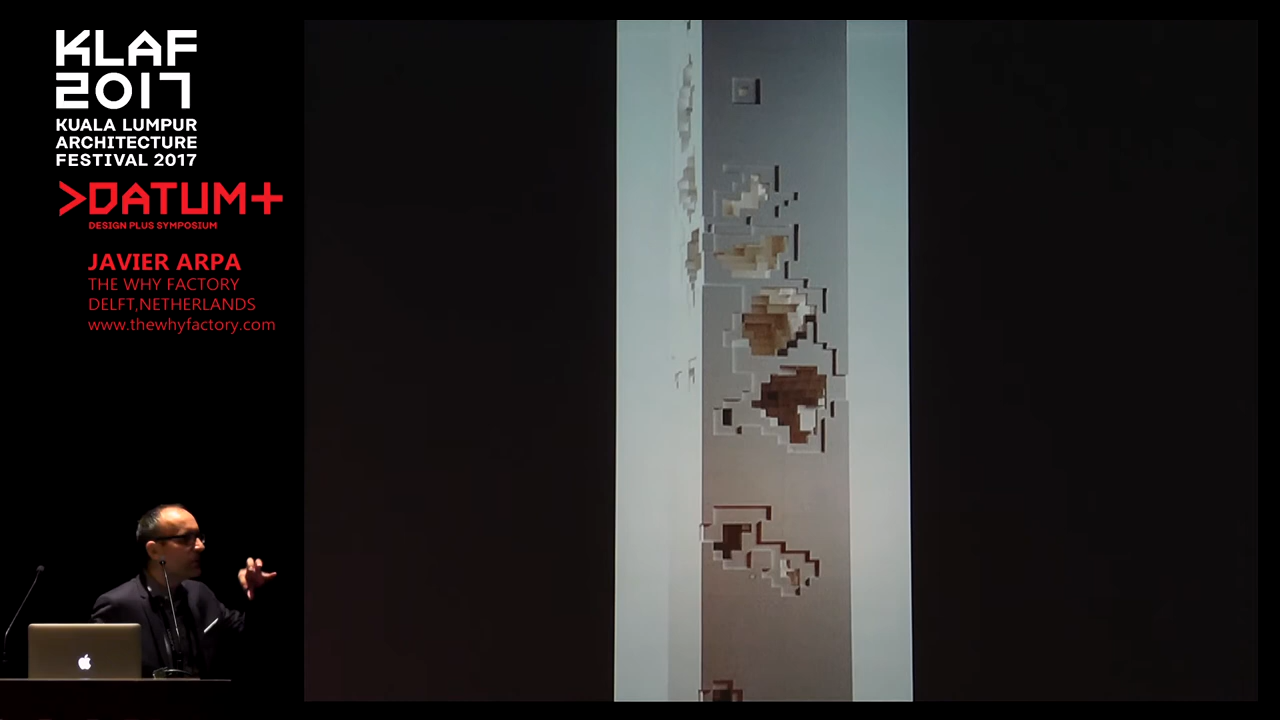 KLAF
2017
KUALA LUMPUR
ARCHITECTURE
FESTIVAL 2017
>DATUM+
DESIGN PLUS SYMPOSIUM
JAVIER ARPA
THE WHY FACTORY
DELFT,NETHERLANDS
www.thewhyfactory.com